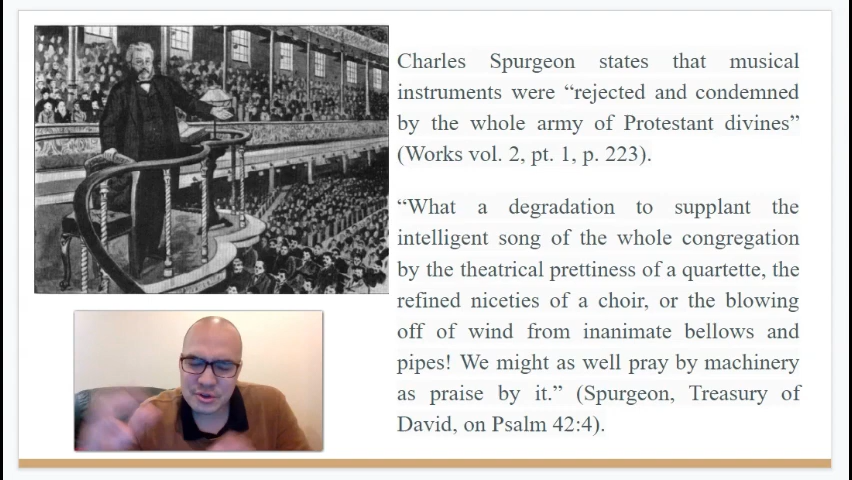 Charles Spurgeon states that musical
instruments were “rejected and condemned
by the whole army of Protestant divines”
(Works vol. 2, pt. 1, p. 223).
“What a degradation to supplant the
intelligent song of the whole congregation
by the theatrical prettiness of a quartette, the
refined niceties of a choir, or the blowing
off of wind from inanimate bellows and
pipes! We might as well pray by machinery
as praise by it.” (Spurgeon, Treasury of
David, on Psalm 42:4).